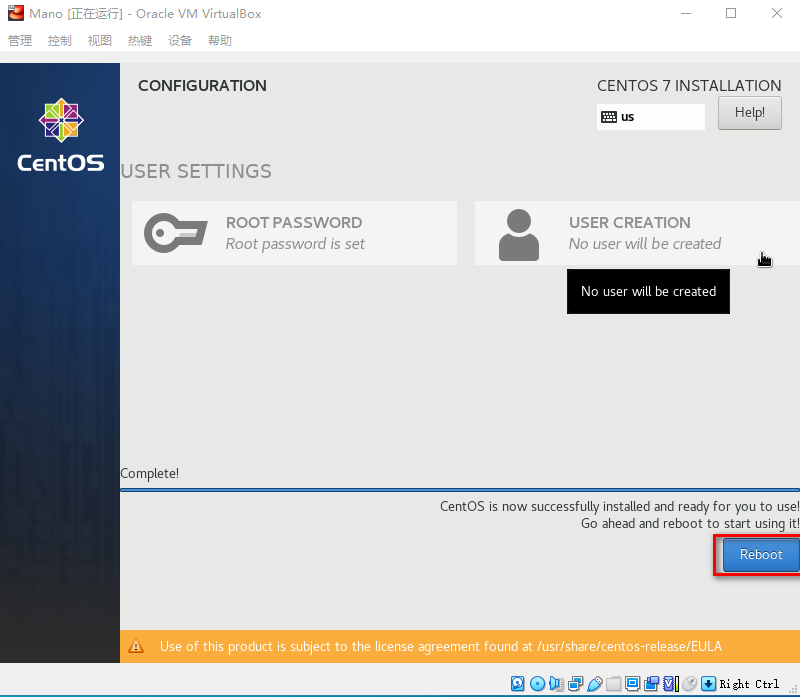 Mano [正在运行] - Oracle VM VirtualBox
管理 控制 视图 热键 设备 帮助
CentOS
CONFIGURATION
CENTOS 7 INSTALLATION
us
Help!
USER SETTINGS
ROOT PASSWORD
Root password is set
USER CREATION
No user will be created
No user will be created
Complete!
CentOS is now successfully installed and ready for you to use!
Go ahead and reboot to start using it!
Reboot
Use of this product is subject to the license agreement found at /usr/share/centos-release/EULA
Right Ctrl